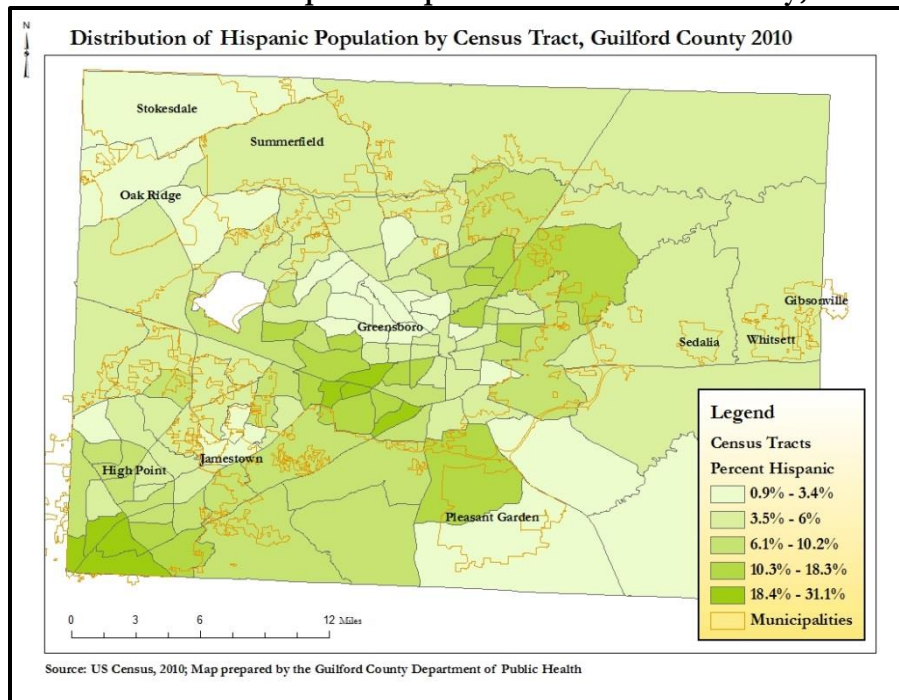 N
Distribution of Hispanic Population by Census Tract, Guilford County 2010
Stokesdale
Summerfield
Oak Ridge
Gibsonville
Greensboro
Sedalia
Whitsett
High Point
Jamestown
Pleasant Garden
Legend
Census Tracts
Percent Hispanic
0.9% - 3.4%
3.5% - 6%
6.1% - 10.2%
10.3% - 18.3%
18.4% - 31.1%
Municipalities
0 3 6 12 Miles
Source: US Census, 2010; Map prepared by the Guilford County Department of Public Health